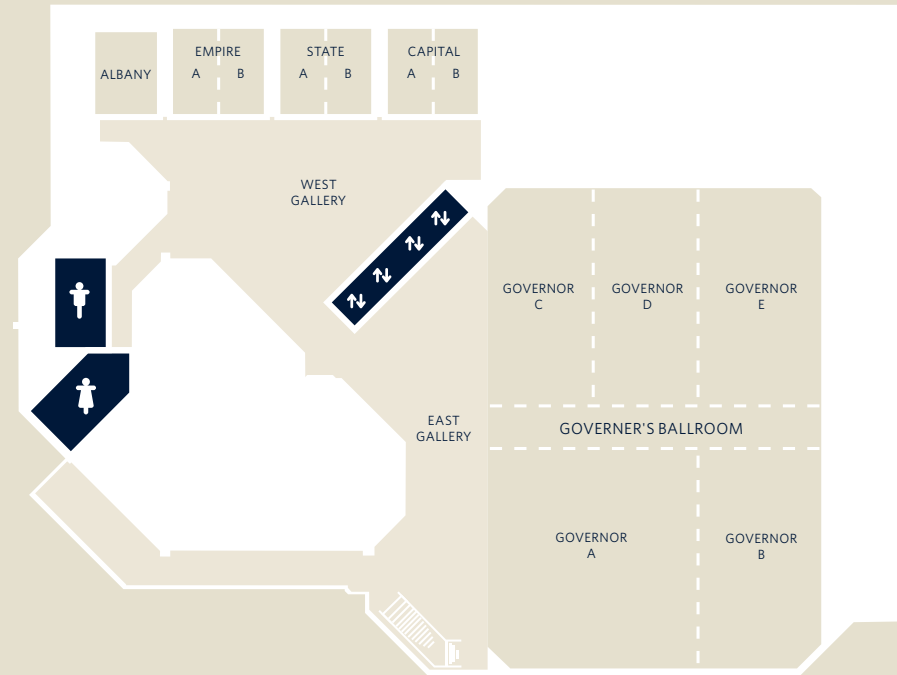 ALBANY
EMPIRE
A B
STATE
A B
CAPITAL
A B
WEST
GALLERY
GOVERNOR
C
GOVERNOR
D
GOVERNOR
E
EAST
GALLERY
GOVERNER'S BALLROOM
GOVERNOR
A
GOVERNOR
B